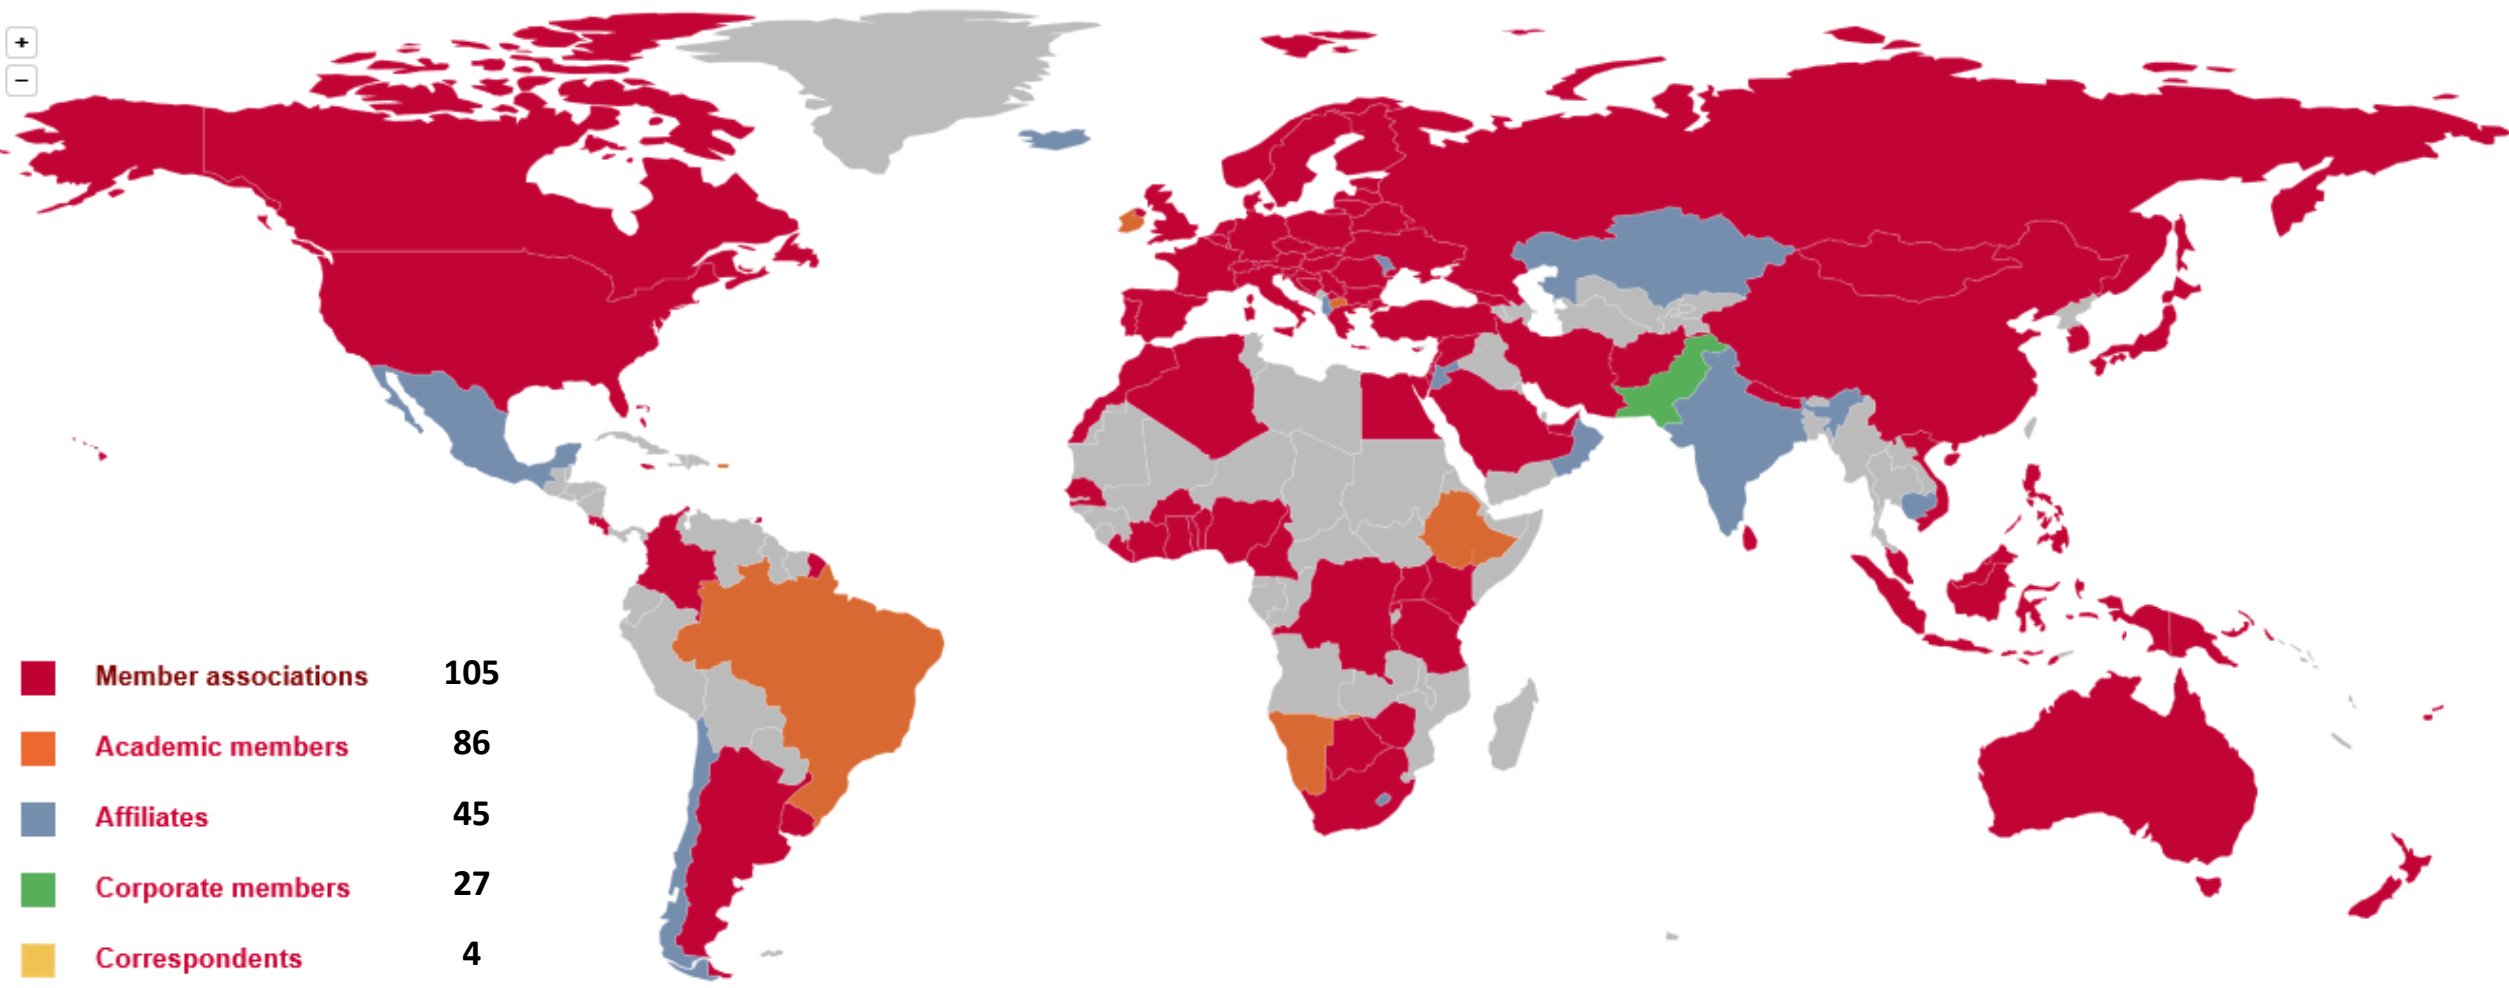 +
−
Member associations 105
Academic members 86
Affiliates 45
Corporate members 27
Correspondents 4